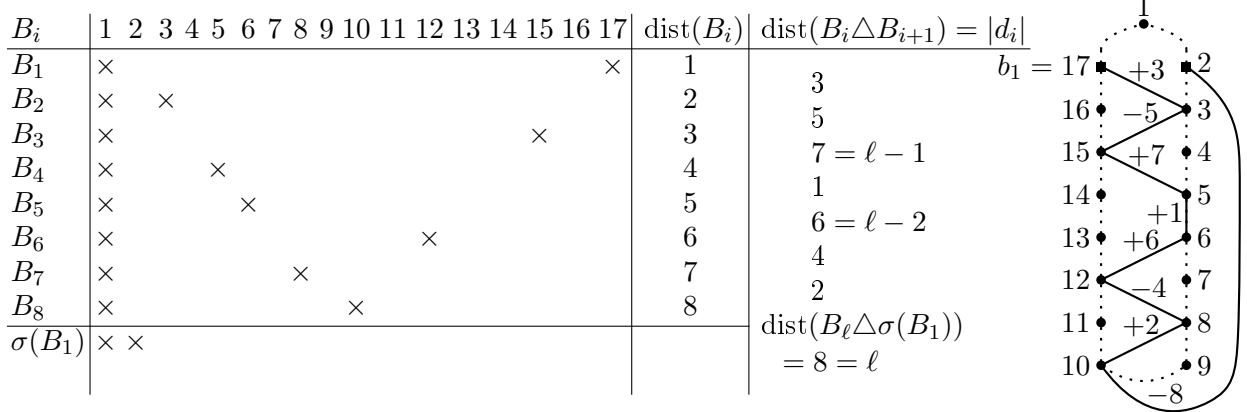 B_i 1 2 3 4 5 6 7 8 9 10 11 12 13 14 15 16 17 dist(B_i) dist(B_i△B_{i+1}) = |d_i|
B_1 × × 1
3
B_2 × × 2
5
B_3 × × 3
7 = ℓ − 1
B_4 × × 4
1
B_5 × × 5
6 = ℓ − 2
B_6 × × 6
4
B_7 × × 7
2
B_8 × × 8
dist(B_ℓ△σ(B_1))
= 8 = ℓ
σ(B_1) × ×
1
b_1 = 17 +3 2
16 −5 3
15 +7 4
14 5
+1
13 +6 6
12 −4 7
11 +2 8
10 9
−8